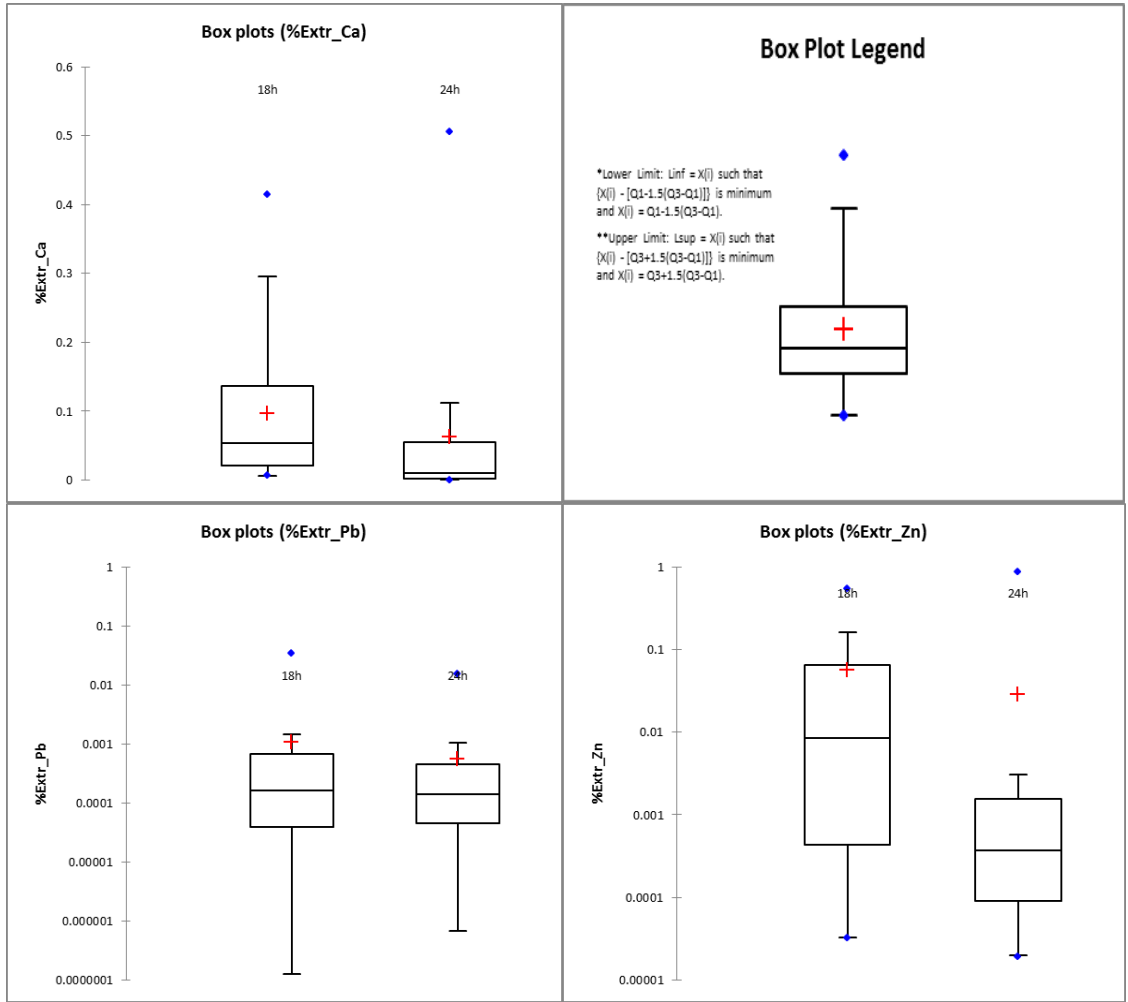 Box plots (%Extr_Ca)
0.6
18h
24h
0.5
0.4
%Extr_Ca
0.3
0.2
0.1
0
Box Plot Legend
*Lower Limit: Linf = X(i) such that
{X(i) - [Q1-1.5(Q3-Q1)]} is minimum
and X(i) = Q1-1.5(Q3-Q1).
**Upper Limit: Lsup = X(i) such that
{X(i) - [Q3+1.5(Q3-Q1)]} is minimum
and X(i) = Q3+1.5(Q3-Q1).
Box plots (%Extr_Pb)
1
0.1
0.01
18h
24h
0.001
%Extr_Pb
0.0001
0.00001
0.000001
0.0000001
Box plots (%Extr_Zn)
1
18h
24h
0.1
0.01
%Extr_Zn
0.001
0.0001
0.00001